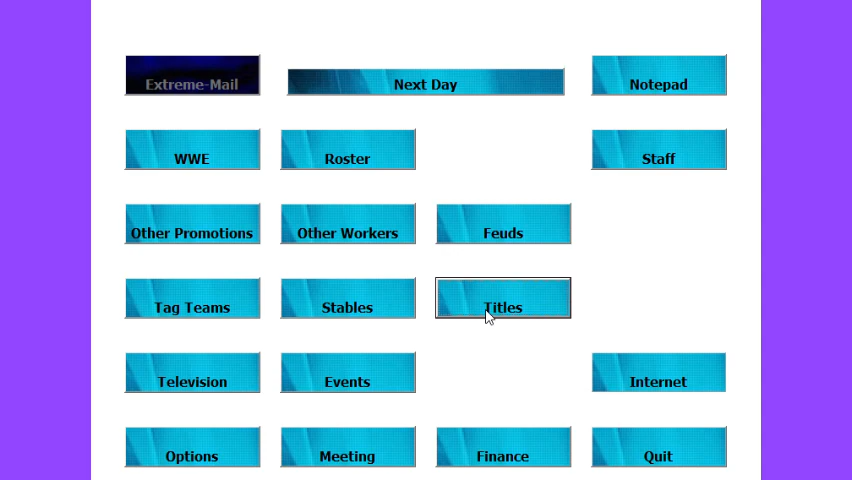 Extreme-Mail Next Day Notepad
WWE Roster Staff
Other Promotions Other Workers Feuds
Tag Teams Stables Titles
Television Events Internet
Options Meeting Finance Quit